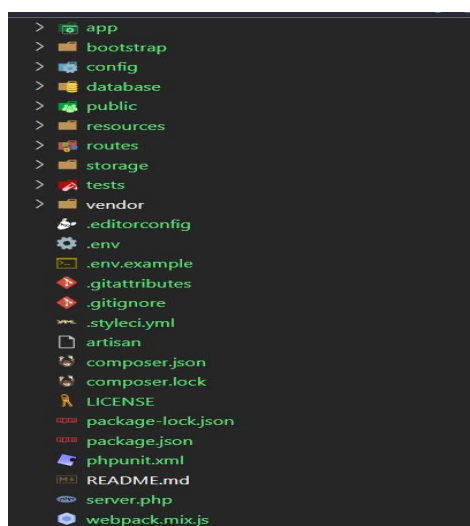 app
bootstrap
config
database
public
resources
routes
storage
tests
vendor
.editorconfig
.env
.env.example
.gitattributes
.gitignore
.styleci.yml
artisan
composer.json
composer.lock
LICENSE
package-lock.json
package.json
phpunit.xml
README.md
server.php
webpack.mix.js